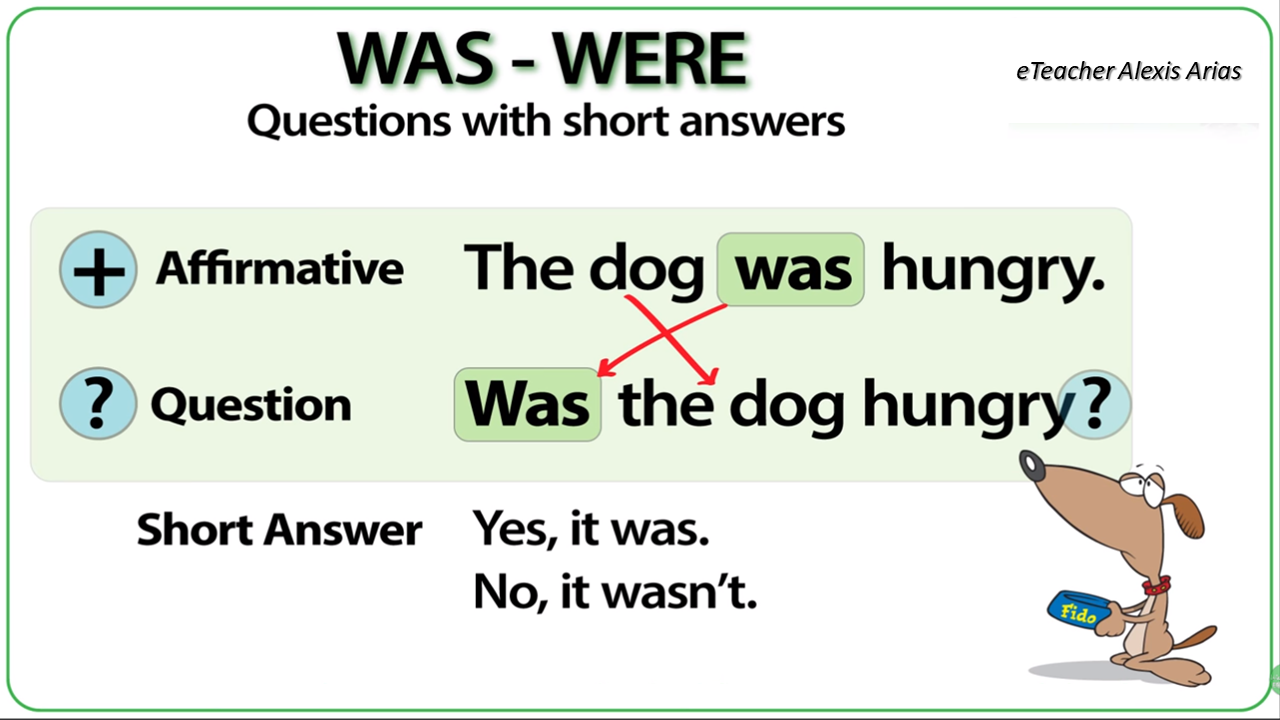 WAS - WERE
eTeacher Alexis Arias
Questions with short answers
+ Affirmative The dog was hungry.
? Question Was the dog hungry?
Short Answer Yes, it was.
No, it wasn't.
Fido